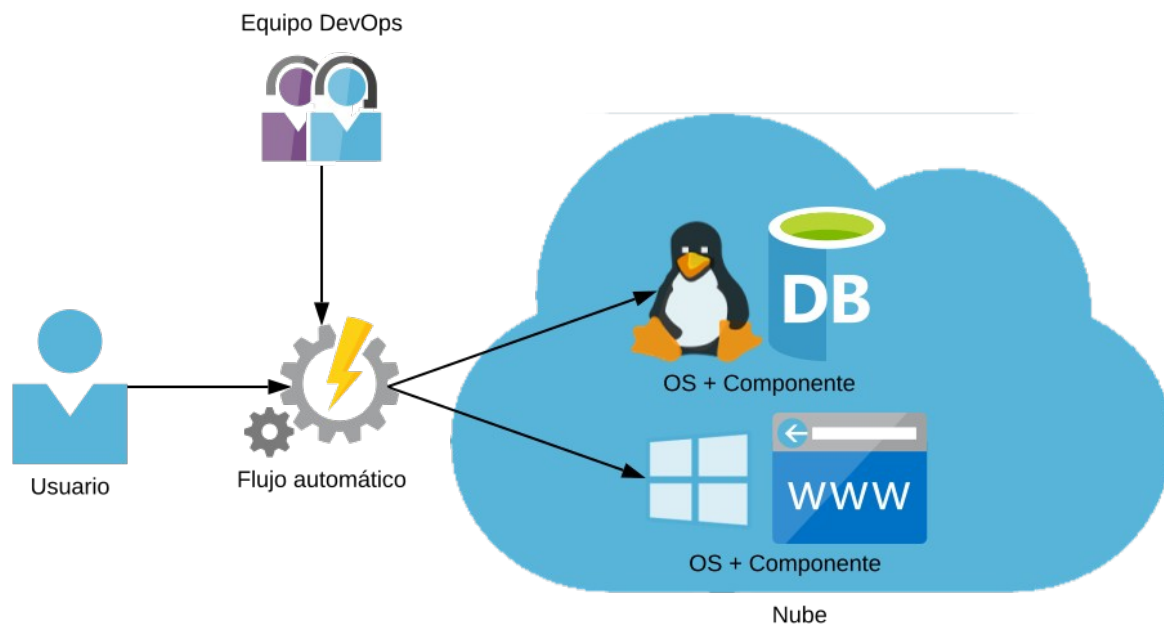 Equipo DevOps
DB
OS + Componente
Usuario
Flujo automático
WWW
OS + Componente
Nube